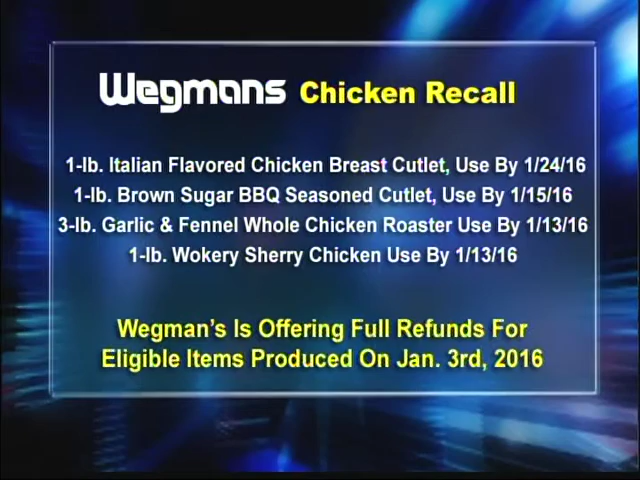 Wegmans Chicken Recall
1-lb. Italian Flavored Chicken Breast Cutlet, Use By 1/24/16
1-lb. Brown Sugar BBQ Seasoned Cutlet, Use By 1/15/16
3-lb. Garlic & Fennel Whole Chicken Roaster Use By 1/13/16
1-lb. Wokery Sherry Chicken Use By 1/13/16
Wegman's Is Offering Full Refunds For
Eligible Items Produced On Jan. 3rd, 2016